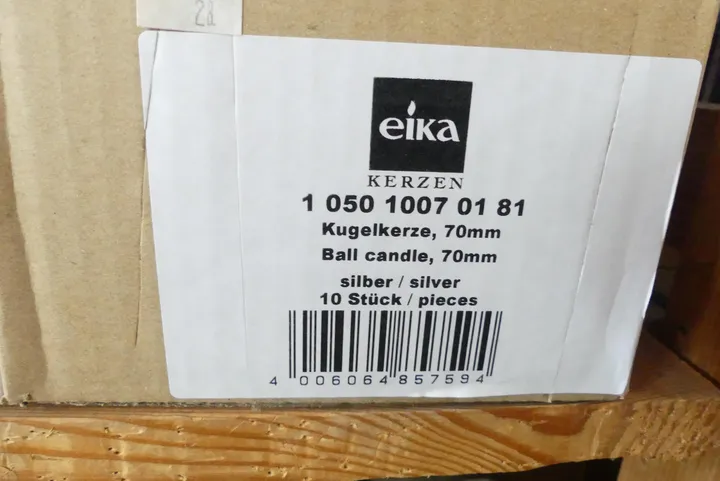 eika
KERZEN
1 050 1007 01 81
Kugelkerze, 70mm
Ball candle, 70mm
silber / silver
10 Stück / pieces
4 006064 857594